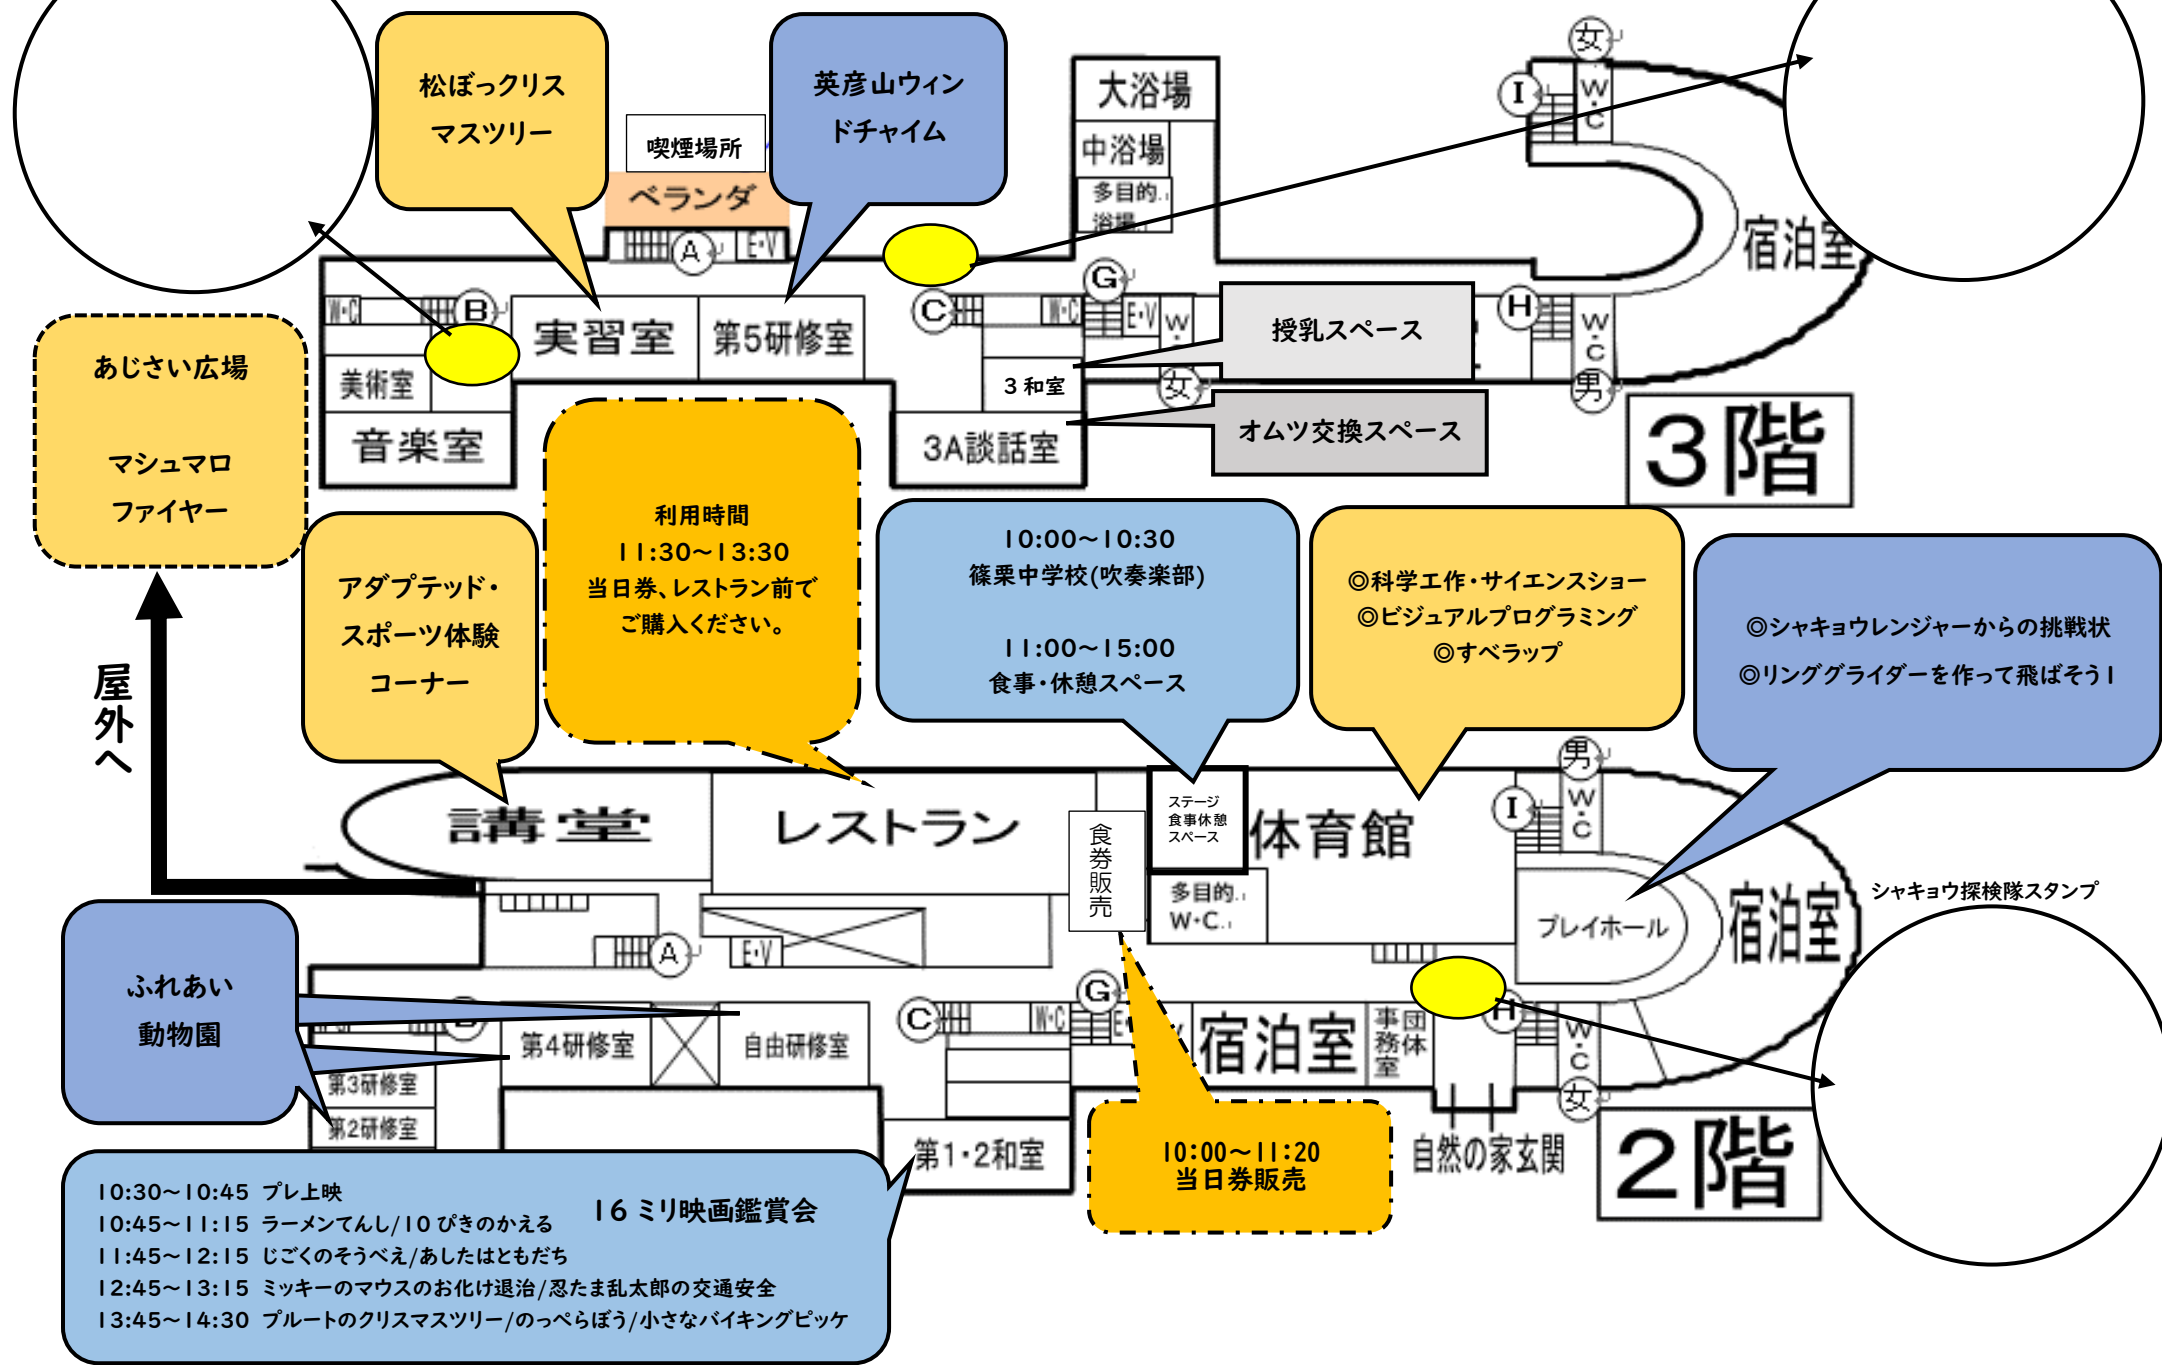 松ぼっクリス
マスツリー
英彦山ウィン
ドチャイム
喫煙場所
ベランダ
A
E・V
大浴場
中浴場
多目的
浴場
女
I
W・C
宿泊室
W・C
B
実習室
第5研修室
C
W・C
G
E・V
W
女
H
W・C
男
美術室
音楽室
3和室
3A談話室
授乳スペース
オムツ交換スペース
3階
あじさい広場
マシュマロ
ファイヤー
屋外へ
アダプテッド・
スポーツ体験
コーナー
利用時間
11:30~13:30
当日券、レストラン前で
ご購入ください。
10:00~10:30
篠栗中学校(吹奏楽部)
11:00~15:00
食事・休憩スペース
◎科学工作・サイエンスショー
◎ビジュアルプログラミング
◎すべラップ
◎シャキョウレンジャーからの挑戦状
◎リンググライダーを作って飛ばそう!
講堂
レストラン
食券販売
ステージ
食事休憩
スペース
体育館
多目的
W・C
男
I
W・C
プレイホール
宿泊室
シャキョウ探検隊スタンプ
A
E・V
ふれあい
動物園
第4研修室
自由研修室
第3研修室
第2研修室
C
W・C
G
宿泊室
団体
事務室
H
W・C
女
第1・2和室
自然の家玄関
2階
10:00~11:20
当日券販売
16ミリ映画鑑賞会
10:30~10:45 プレ上映
10:45~11:15 ラーメンてんし/10ぴきのかえる
11:45~12:15 じごくのそうべえ/あしたはともだち
12:45~13:15 ミッキーのマウスのお化け退治/忍たま乱太郎の交通安全
13:45~14:30 プルートのクリスマスツリー/のっぺらぼう/小さなバイキングビッケ